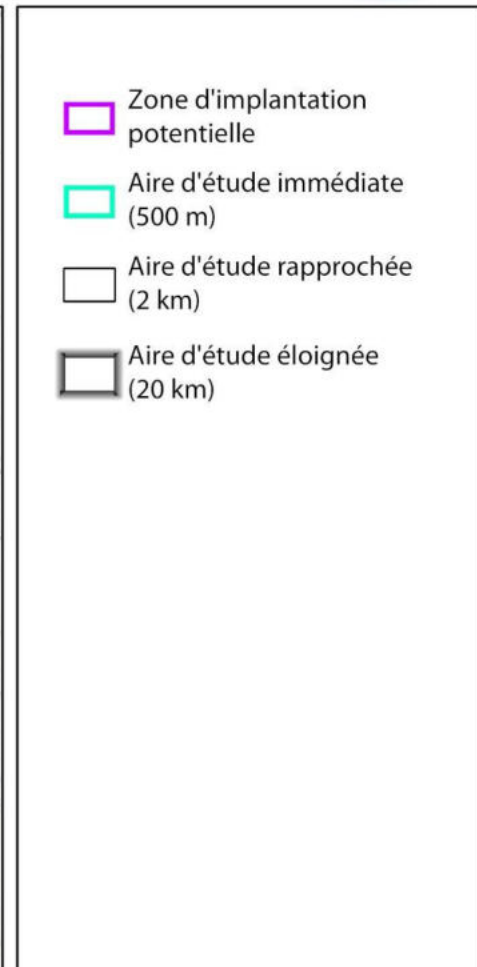 Zone d'implantation
potentielle
Aire d'étude immédiate
(500 m)
Aire d'étude rapprochée
(2 km)
Aire d'étude éloignée
(20 km)